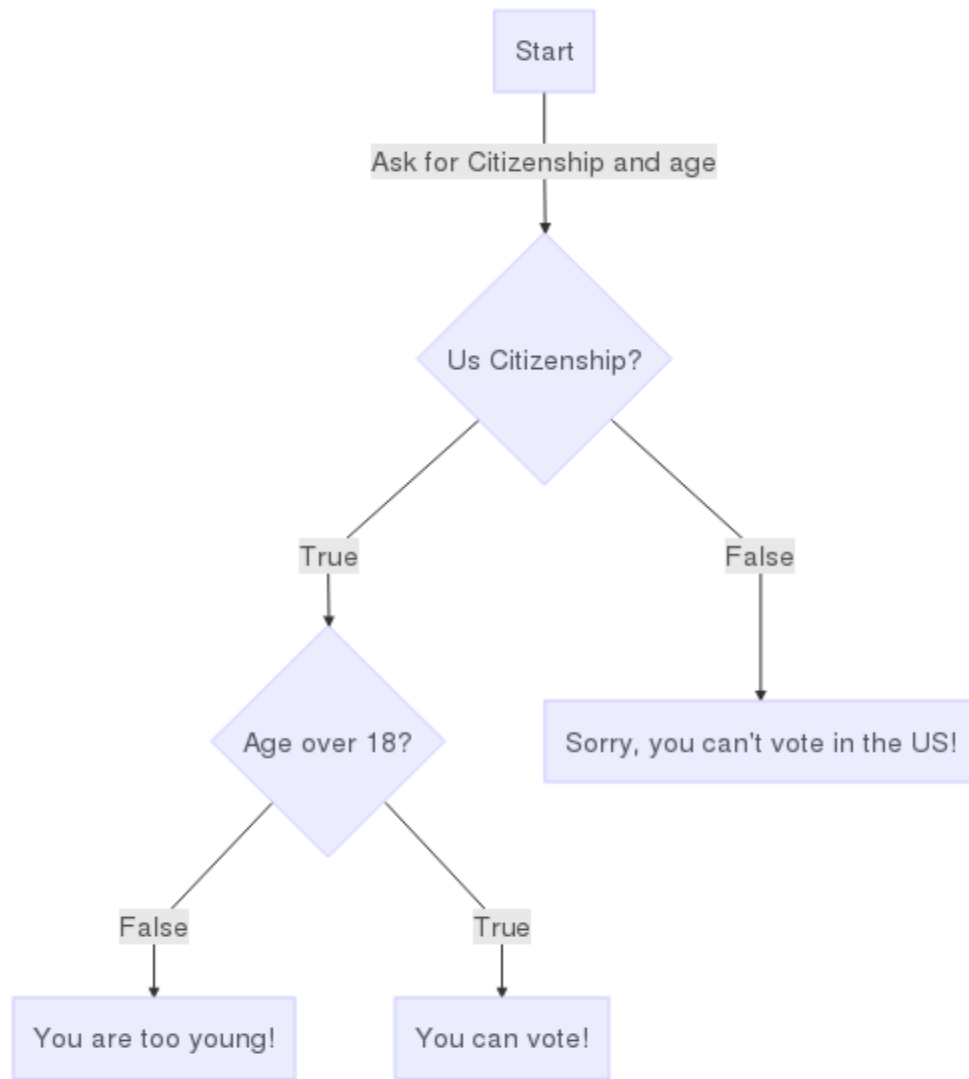 Start
Ask for Citizenship and age
Us Citizenship?
True
False
Age over 18?
Sorry, you can't vote in the US!
False
True
You are too young!
You can vote!